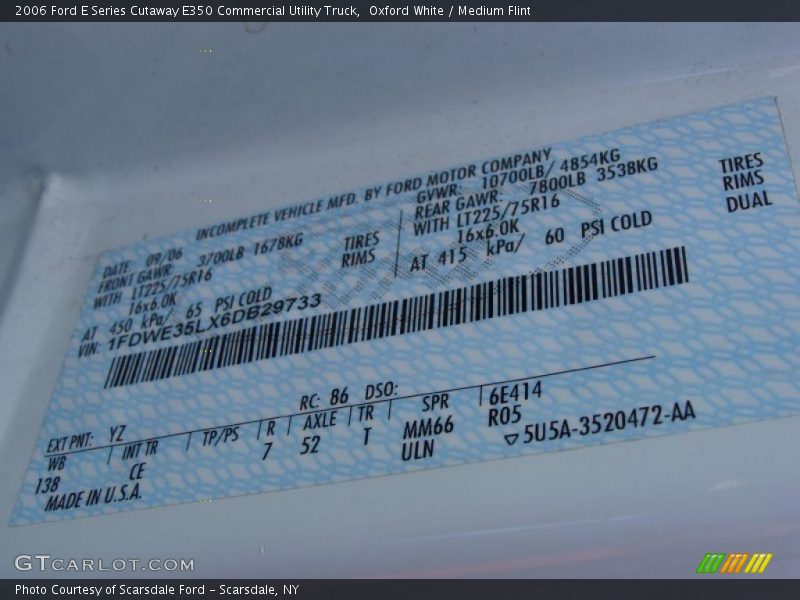 2006 Ford E Series Cutaway E350 Commercial Utility Truck, Oxford White / Medium Flint
INCOMPLETE VEHICLE MFD. BY FORD MOTOR COMPANY
DATE 09/06
GVWR: 10700LB/ 4854KG
FRONT GAWR: 3700LB 1678KG
REAR GAWR: 7800LB 3538KG
WITH LT225/75R16 TIRES
WITH LT225/75R16 TIRES
16x6.0K RIMS
16x6.0K RIMS
AT 450 kPa/ 65 PSI COLD
AT 415 kPa/ 60 PSI COLD DUAL
VIN: 1FDWE35LX6DB29733
RC: 86 DSO:
EXT PNT: YZ
WB INT TR TP/PS R AXLE TR SPR 6E414
138 CE 7 52 T MM66 R05
MADE IN U.S.A. ULN 5U5A-3520472-AA
GTCARLOT.COM
Photo Courtesy of Scarsdale Ford - Scarsdale, NY